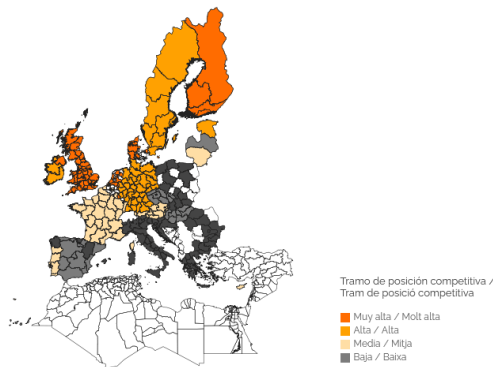 Tramo de posición competitiva /
Tram de posició competitiva
Muy alta / Molt alta
Alta / Alta
Media / Mitja
Baja / Baixa